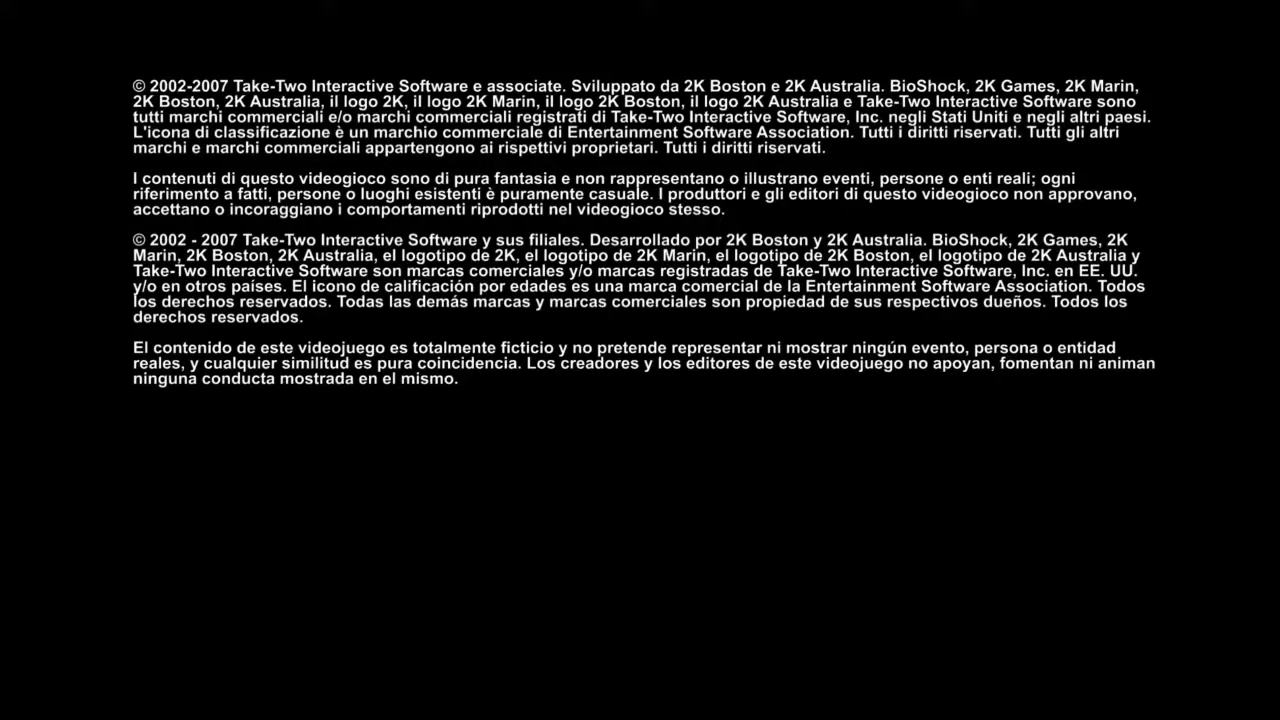 © 2002-2007 Take-Two Interactive Software e associate. Sviluppato da 2K Boston e 2K Australia. BioShock, 2K Games, 2K Marin,
2K Boston, 2K Australia, il logo 2K, il logo 2K Marin, il logo 2K Boston, il logo 2K Australia e Take-Two Interactive Software sono
tutti marchi commerciali e/o marchi commerciali registrati di Take-Two Interactive Software, Inc. negli Stati Uniti e negli altri paesi.
L'icona di classificazione è un marchio commerciale di Entertainment Software Association. Tutti i diritti riservati. Tutti gli altri
marchi e marchi commerciali appartengono ai rispettivi proprietari. Tutti i diritti riservati.
I contenuti di questo videogioco sono di pura fantasia e non rappresentano o illustrano eventi, persone o enti reali; ogni
riferimento a fatti, persone o luoghi esistenti è puramente casuale. I produttori e gli editori di questo videogioco non approvano,
accettano o incoraggiano i comportamenti riprodotti nel videogioco stesso.
© 2002 - 2007 Take-Two Interactive Software y sus filiales. Desarrollado por 2K Boston y 2K Australia. BioShock, 2K Games, 2K
Marin, 2K Boston, 2K Australia, el logotipo de 2K, el logotipo de 2K Marin, el logotipo de 2K Boston, el logotipo de 2K Australia y
Take-Two Interactive Software son marcas comerciales y/o marcas registradas de Take-Two Interactive Software, Inc. en EE. UU.
y/o en otros países. El icono de calificación por edades es una marca comercial de la Entertainment Software Association. Todos
los derechos reservados. Todas las demás marcas y marcas comerciales son propiedad de sus respectivos dueños. Todos los
derechos reservados.
El contenido de este videojuego es totalmente ficticio y no pretende representar ni mostrar ningún evento, persona o entidad
reales, y cualquier similitud es pura coincidencia. Los creadores y los editores de este videojuego no apoyan, fomentan ni animan
ninguna conducta mostrada en el mismo.